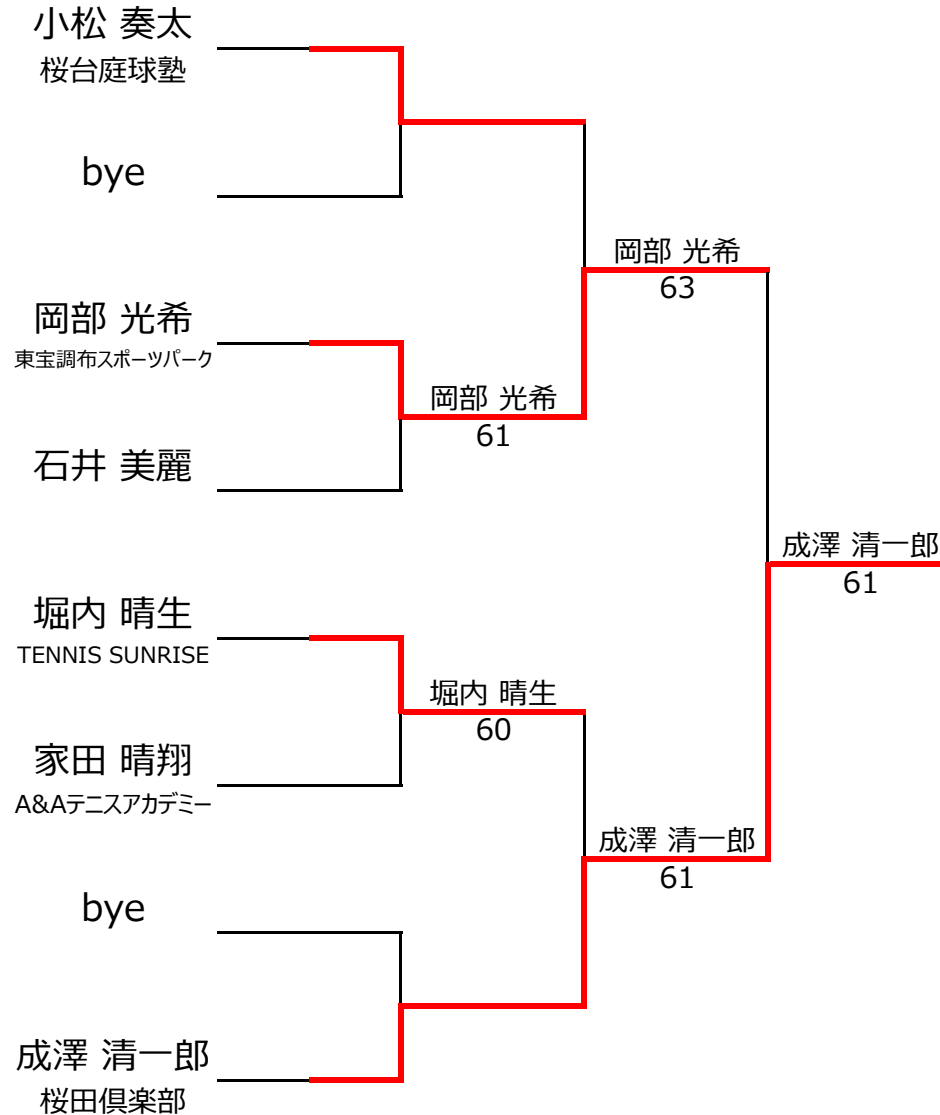 小松 奏太
桜台庭球塾
bye
岡部 光希
63
岡部 光希
東宝調布スポーツパーク
岡部 光希
61
石井 美麗
成澤 清一郎
61
堀内 晴生
TENNIS SUNRISE
堀内 晴生
60
家田 晴翔
A&Aテニスアカデミー
成澤 清一郎
61
bye
成澤 清一郎
桜田倶楽部